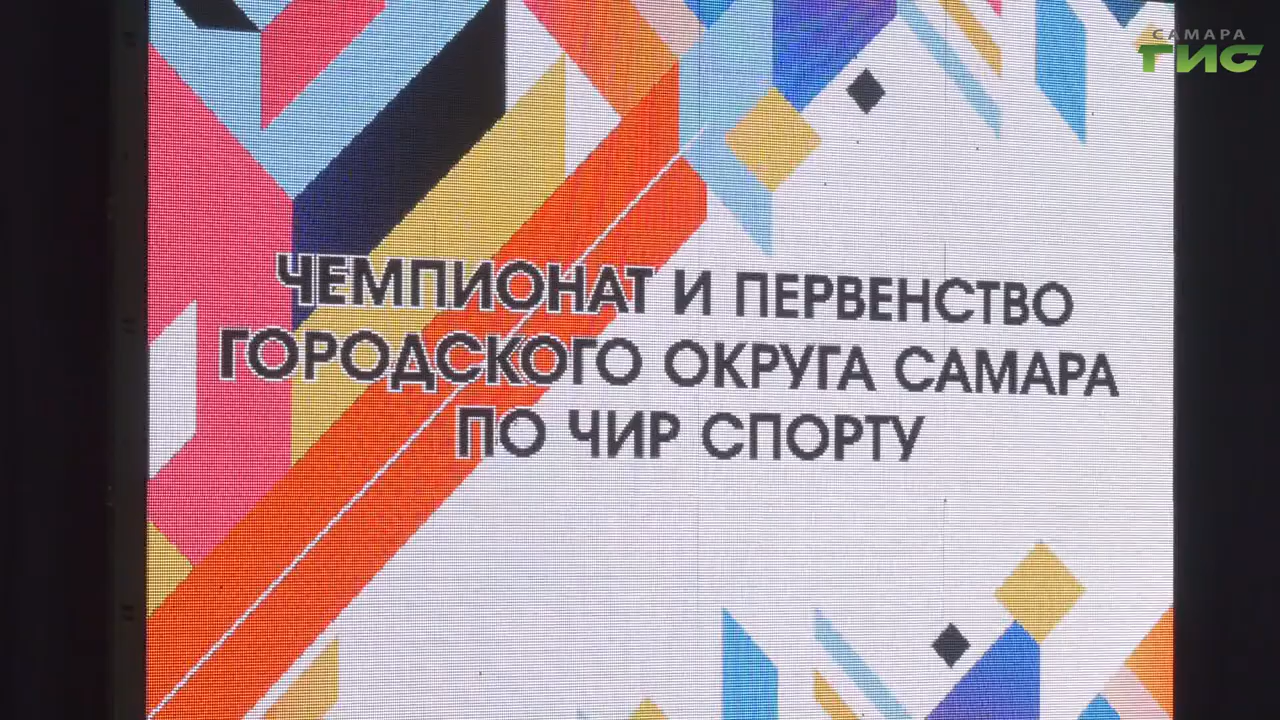 САМАРА
ГИС
ЧЕМПИОНАТ И ПЕРВЕНСТВО
ГОРОДСКОГО ОКРУГА САМАРА
ПО ЧИР СПОРТУ